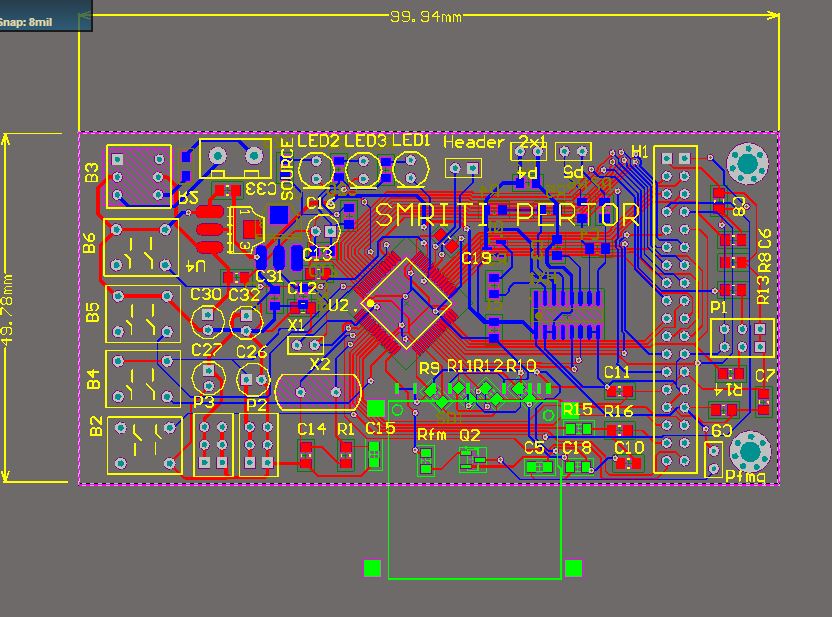 Snap: 8mil
99.94mm
49.78mm
LED2 LED3 LED1 Header 2x1
P4 P5 H1
B3 SOURCE
R2 C33
C16
SMRITI PERIOR
C8
B6
U4 C13 C19
C31
C6
R8
R13
C30 C32 C12
U2
B5 X1 P1
C27 C26 X2
B4
R9 R11 R12 R10 C11 R14 C7
P3 P2
B2
C14 R1 C15 Rfm Q2 R15 R16
C5 C18 C10 C9
Pfmg